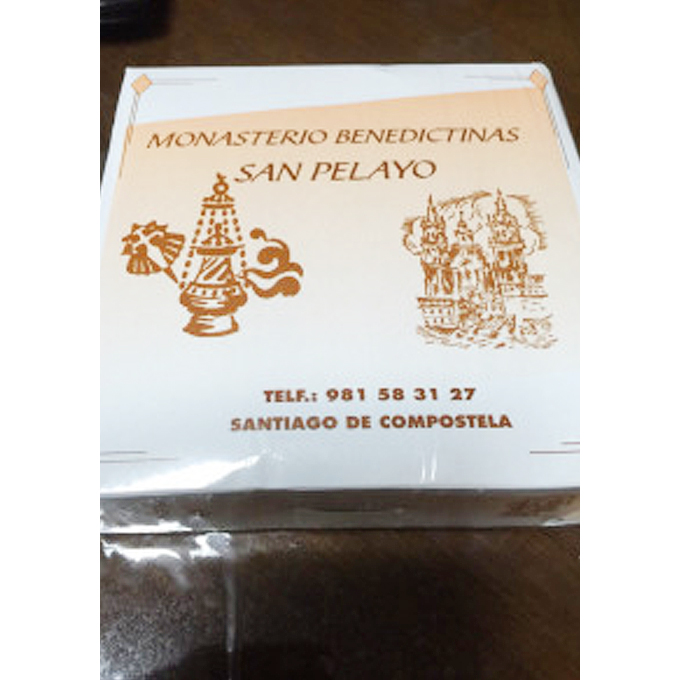 MONASTERIO BENEDICTINAS
SAN PELAYO
TELF.: 981 58 31 27
SANTIAGO DE COMPOSTELA